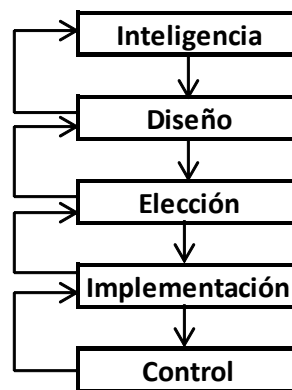 Inteligencia
Diseño
Elección
Implementación
Control